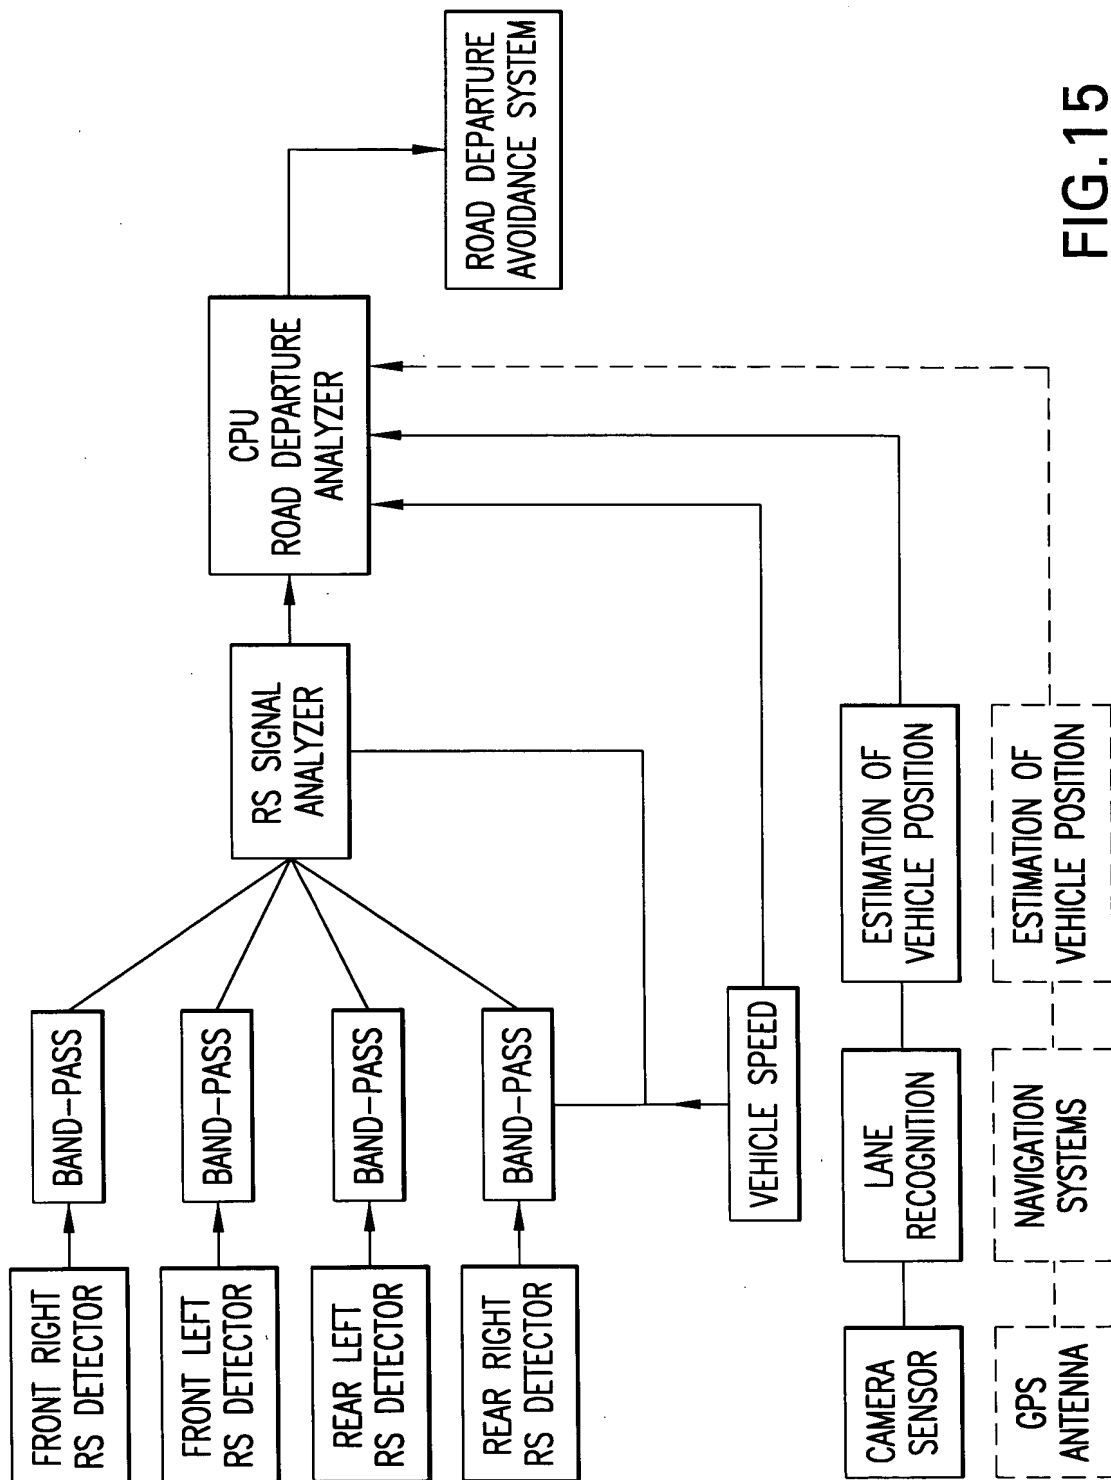 FRONT RIGHT
RS DETECTOR
BAND-PASS
FRONT LEFT
RS DETECTOR
BAND-PASS
REAR LEFT
RS DETECTOR
BAND-PASS
REAR RIGHT
RS DETECTOR
BAND-PASS
RS SIGNAL
ANALYZER
CPU
ROAD DEPARTURE
ANALYZER
ROAD DEPARTURE
AVOIDANCE SYSTEM
VEHICLE SPEED
CAMERA
SENSOR
LANE
RECOGNITION
ESTIMATION OF
VEHICLE POSITION
GPS
ANTENNA
NAVIGATION
SYSTEMS
ESTIMATION OF
VEHICLE POSITION
FIG.15